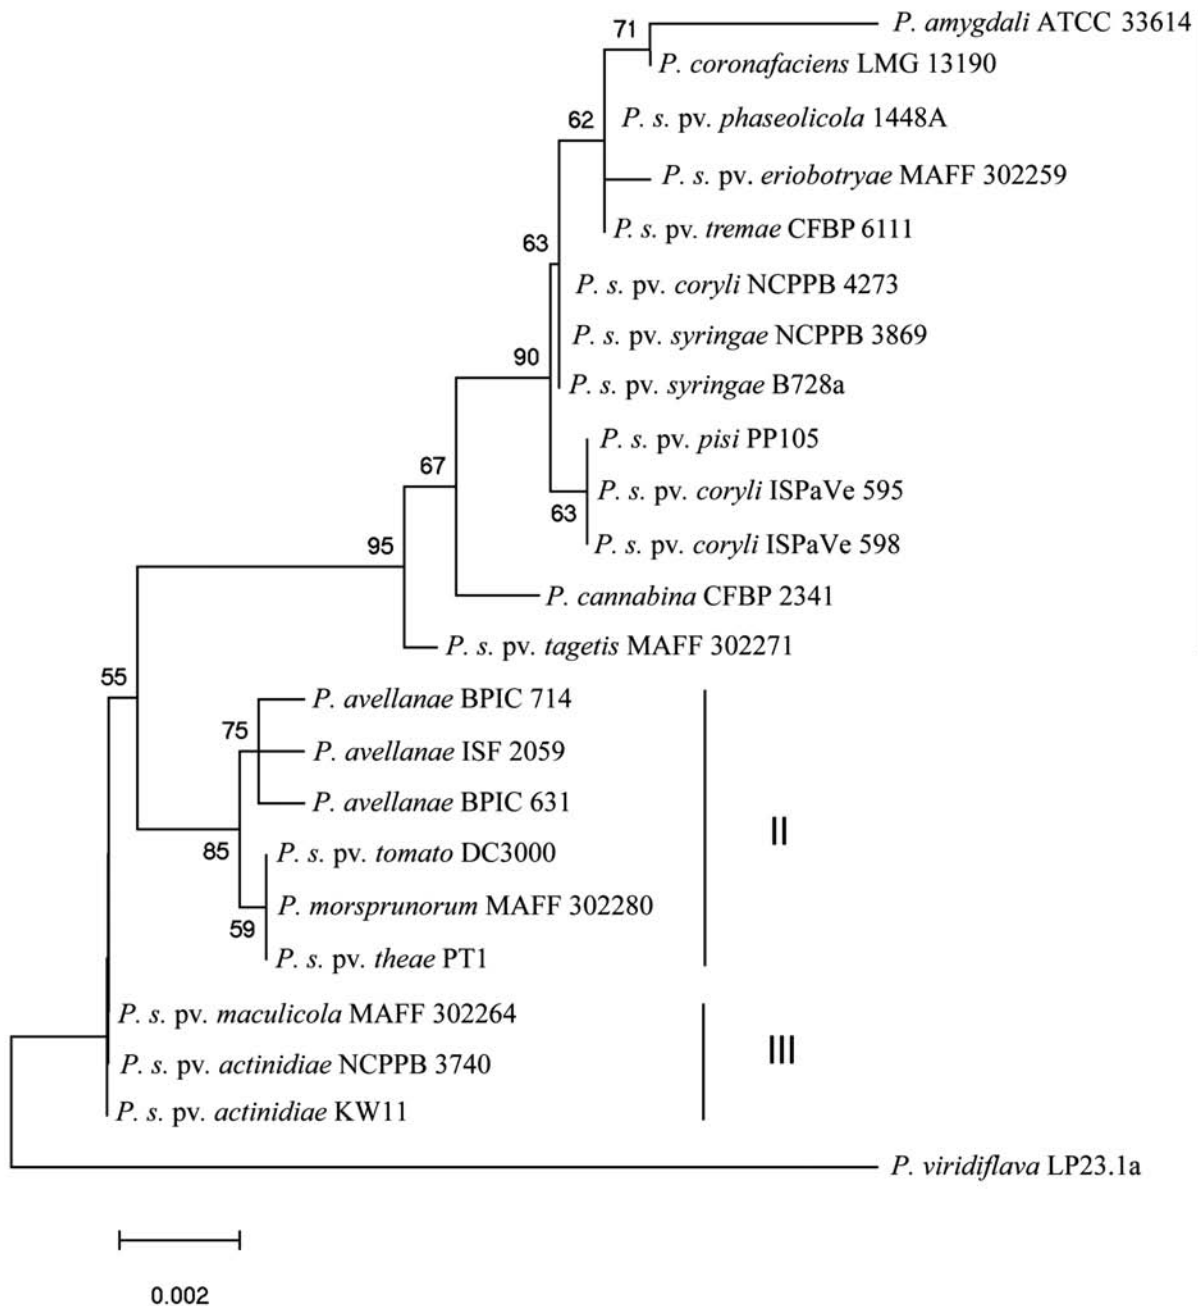 71
P. amygdali ATCC 33614
P. coronafaciens LMG 13190
62
P. s. pv. phaseolicola 1448A
P. s. pv. eriobotryae MAFF 302259
P. s. pv. tremae CFBP 6111
63
P. s. pv. coryli NCPPB 4273
P. s. pv. syringae NCPPB 3869
90
P. s. pv. syringae B728a
P. s. pv. pisi PP105
67
P. s. pv. coryli ISPaVe 595
63
P. s. pv. coryli ISPaVe 598
95
P. cannabina CFBP 2341
P. s. pv. tagetis MAFF 302271
55
P. avellanae BPIC 714
75
P. avellanae ISF 2059
P. avellanae BPIC 631
II
85
P. s. pv. tomato DC3000
P. morsprunorum MAFF 302280
59
P. s. pv. theae PT1
P. s. pv. maculicola MAFF 302264
III
P. s. pv. actinidiae NCPPB 3740
P. s. pv. actinidiae KW11
P. viridiflava LP23.1a
0.002